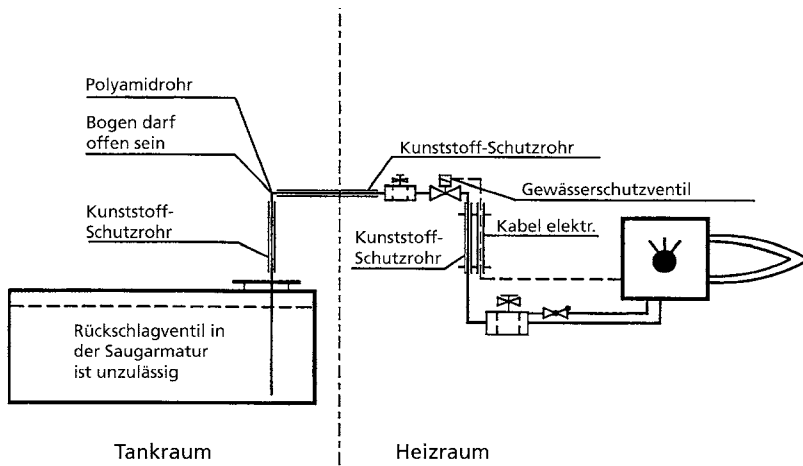 Polyamidrohr
Bogen darf
offen sein
Kunststoff-Schutzrohr
Gewässerschutzventil
Kunststoff-
Schutzrohr
Kabel elektr.
Kunststoff-
Schutzrohr
Rückschlagventil in
der Saugarmatur
ist unzulässig
Tankraum
Heizraum